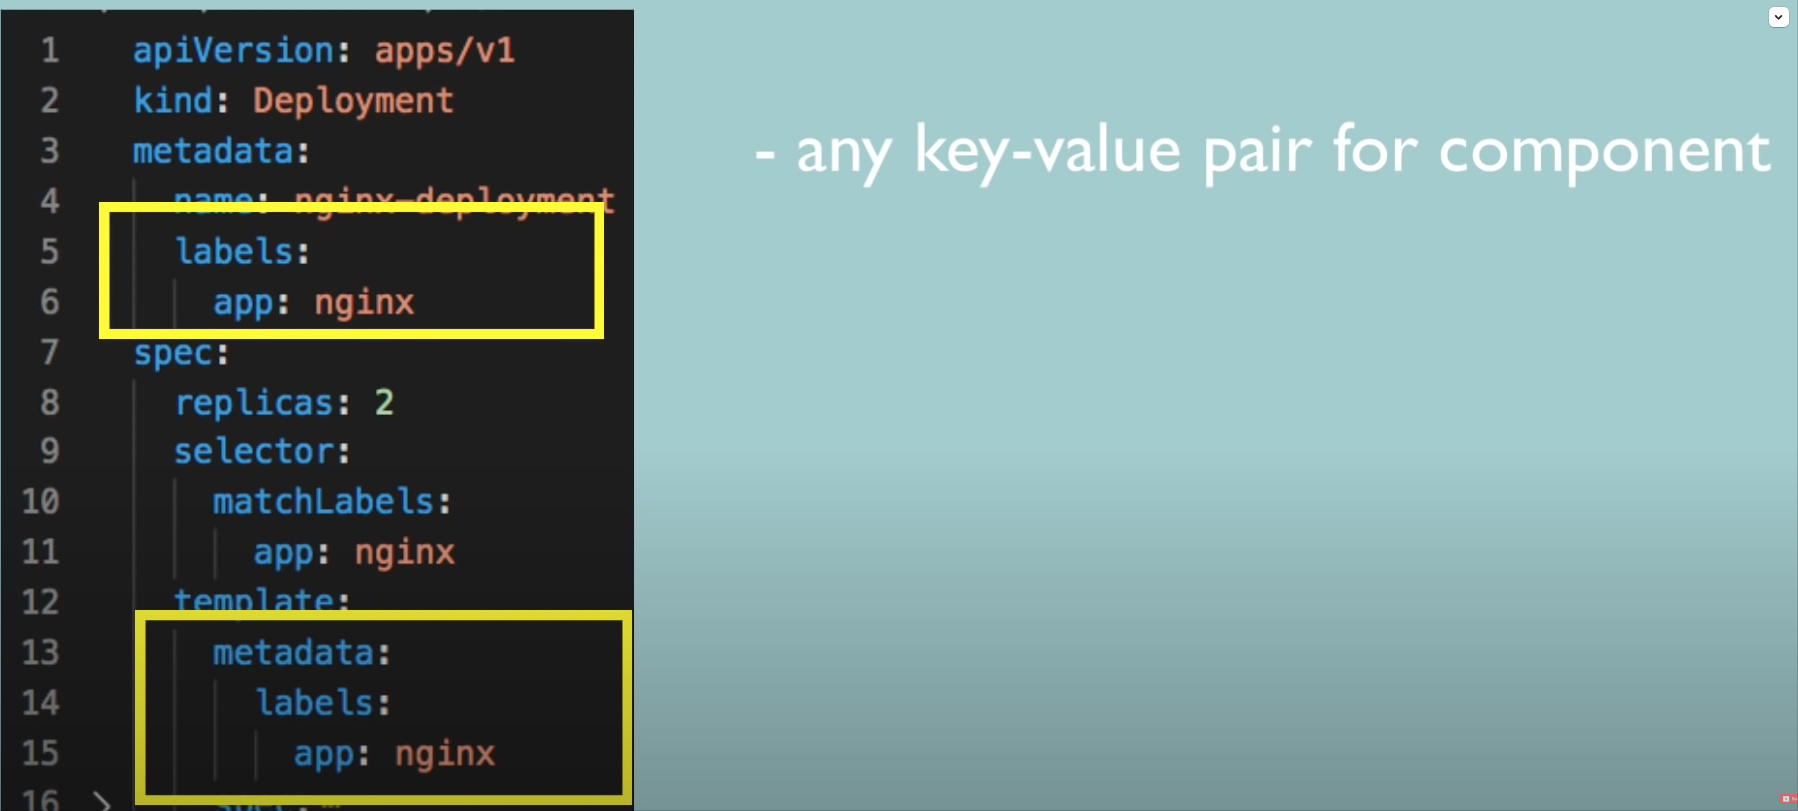 1 apiVersion: apps/v1
2 kind: Deployment
3 metadata:
4 name: nginx-deployment
5 labels:
6 app: nginx
7 spec:
8 replicas: 2
9 selector:
10 matchLabels:
11 app: nginx
12 template:
13 metadata:
14 labels:
15 app: nginx
16 spec:
- any key-value pair for component